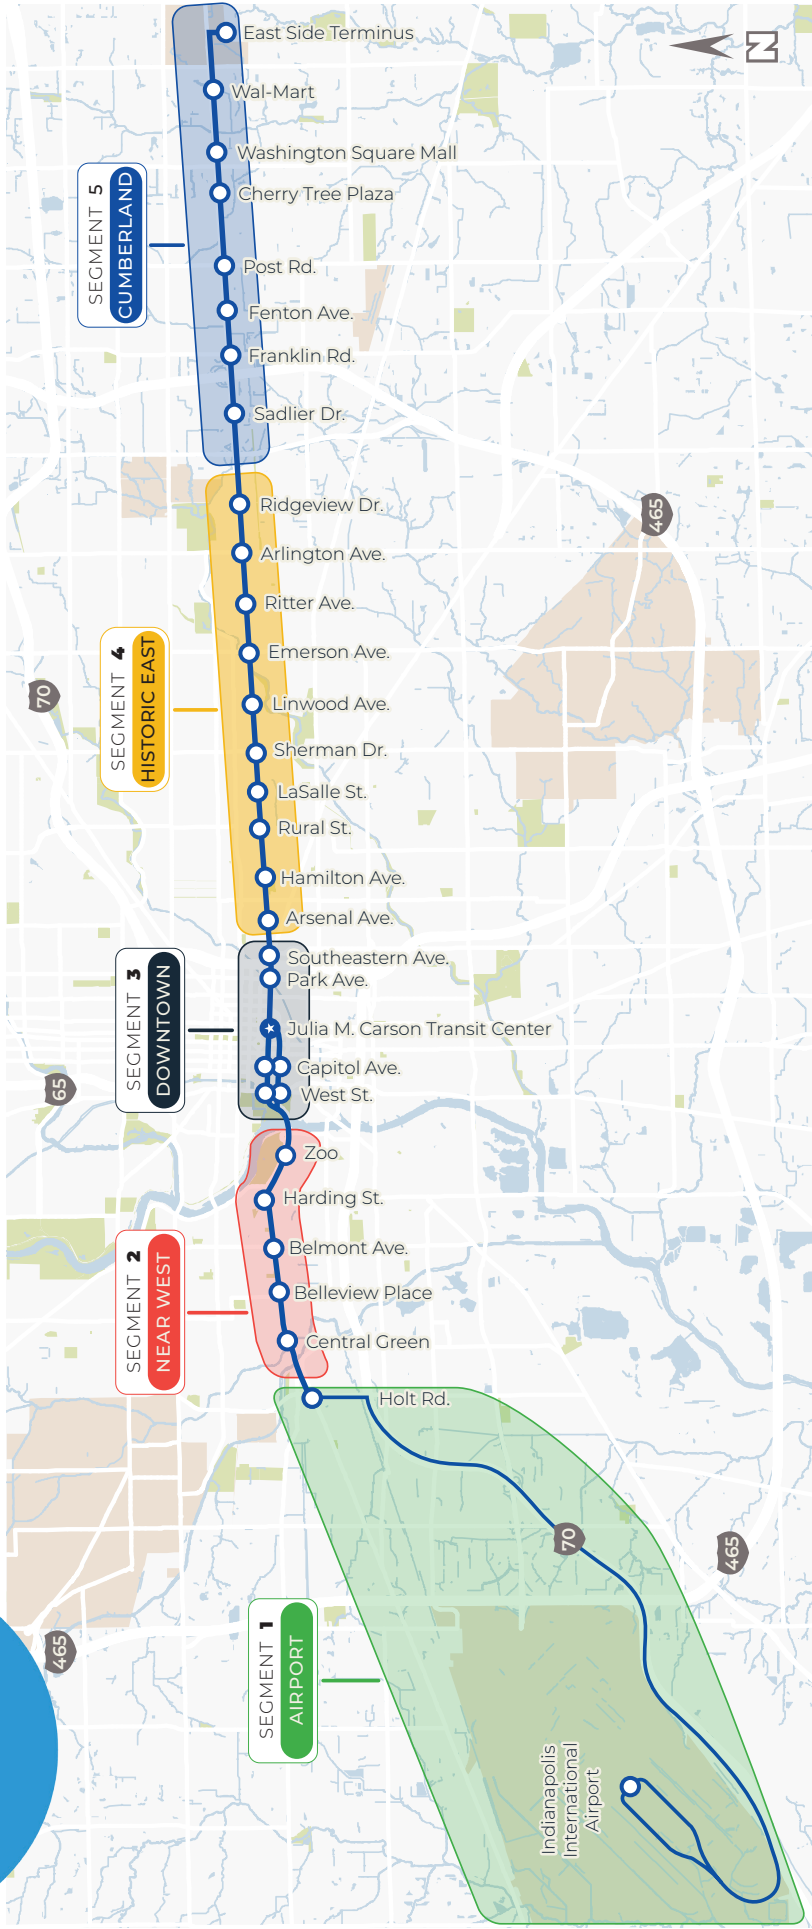 East Side Terminus
N
Wal-Mart
Washington Square Mall
Cherry Tree Plaza
SEGMENT 5
CUMBERLAND
Post Rd.
Fenton Ave.
Franklin Rd.
Sadlier Dr.
Ridgeview Dr.
465
Arlington Ave.
Ritter Ave.
Emerson Ave.
SEGMENT 4
HISTORIC EAST
70
Linwood Ave.
Sherman Dr.
LaSalle St.
Rural St.
Hamilton Ave.
Arsenal Ave.
Southeastern Ave.
Park Ave.
SEGMENT 3
DOWNTOWN
Julia M. Carson Transit Center
Capitol Ave.
65
West St.
Zoo
Harding St.
Belmont Ave.
Belleview Place
SEGMENT 2
NEAR WEST
Central Green
Holt Rd.
70
465
465
SEGMENT 1
AIRPORT
Indianapolis
International
Airport